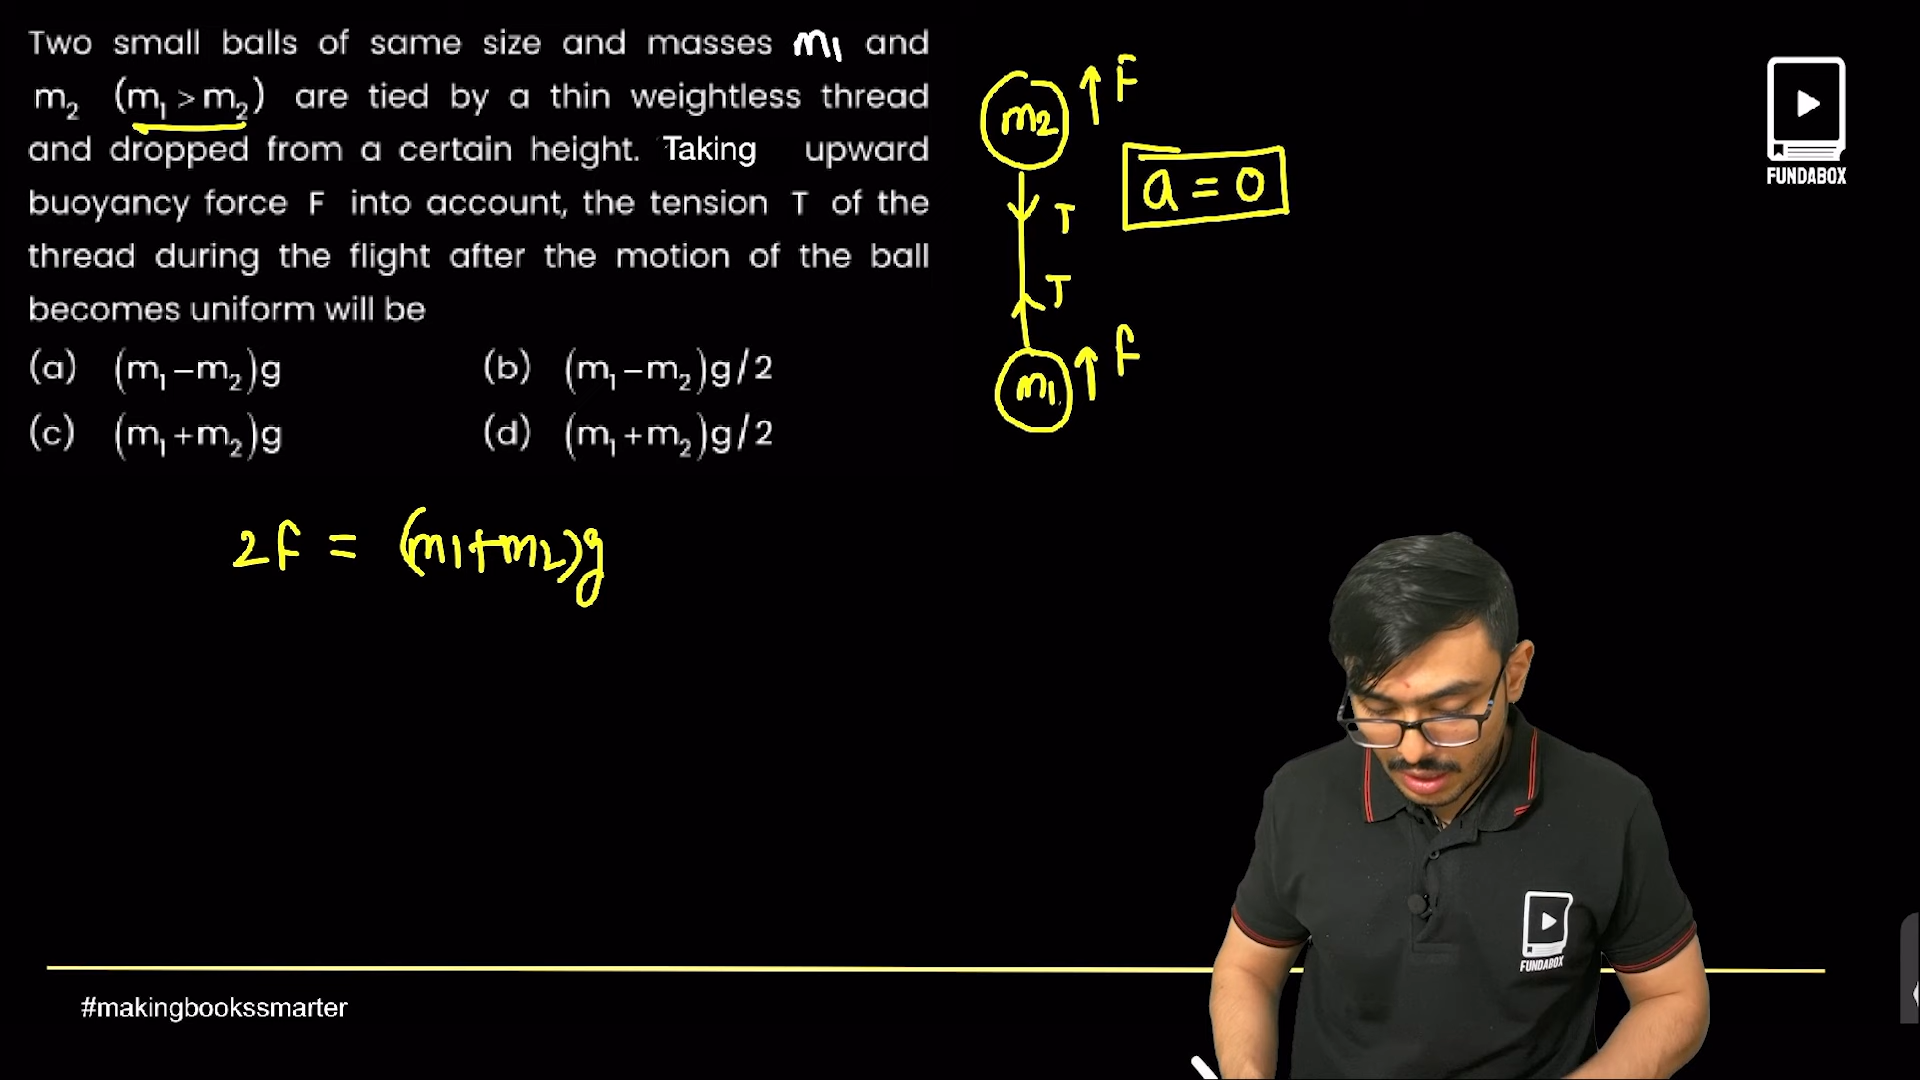 Two small balls of same size and masses m₁ and
m₂ (m₁ > m₂) are tied by a thin weightless thread
and dropped from a certain height. Taking upward
buoyancy force F into account, the tension T of the
thread during the flight after the motion of the ball
becomes uniform will be
(a) (m₁−m₂)g (b) (m₁−m₂)g/2
(c) (m₁+m₂)g (d) (m₁+m₂)g/2
2F = (m₁+m₂)g
m₂ ↑ F
a = 0
T
T
m₁ ↑ F
FUNDABOX
FUNDABOX
#makingbookssmarter